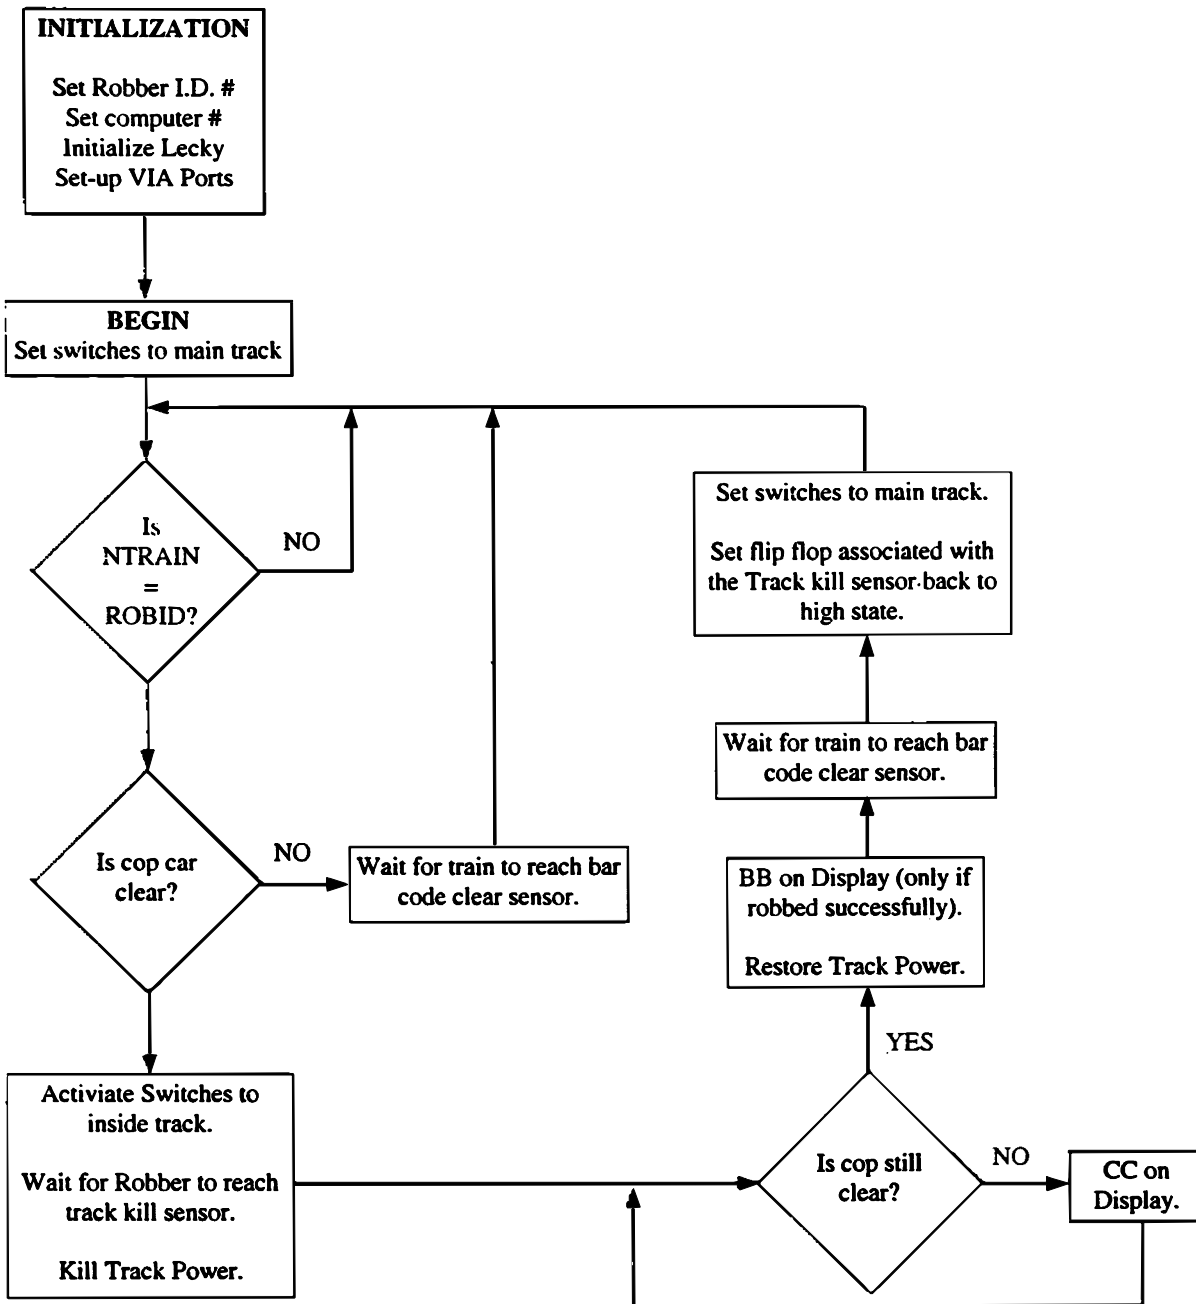 INITIALIZATION
Set Robber I.D. #
Set computer #
Initialize Lecky
Set-up VIA Ports
BEGIN
Set switches to main track
Is
NTRAIN
=
ROBID?
NO
Is cop car
clear?
NO
Wait for train to reach bar
code clear sensor.
Activiate Switches to
inside track.
Wait for Robber to reach
track kill sensor.
Kill Track Power.
Is cop still
clear?
NO
CC on
Display.
YES
BB on Display (only if
robbed successfully).
Restore Track Power.
Wait for train to reach bar
code clear sensor.
Set switches to main track.
Set flip flop associated with
the Track kill sensor back to
high state.